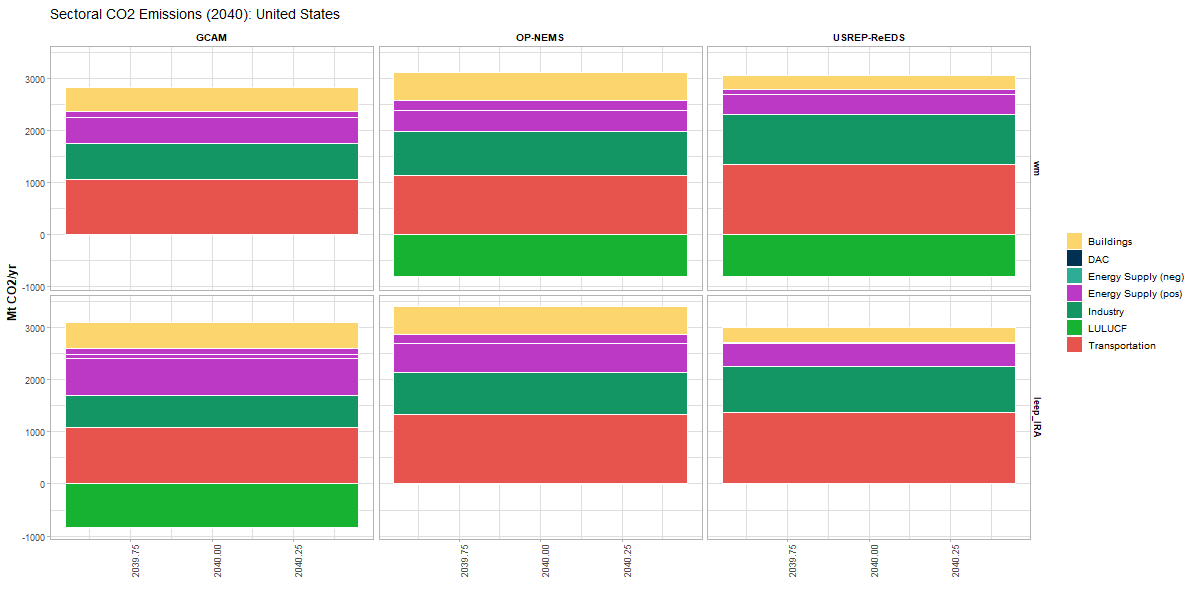 Sectoral CO2 Emissions (2040): United States
GCAM
OP-NEMS
USREP-ReEDS
Mt CO2/yr
3000
2000
1000
0
-1000
wm
3000
2000
1000
0
-1000
leep_IRA
2039.75
2040.00
2040.25
2039.75
2040.00
2040.25
2039.75
2040.00
2040.25
Buildings
DAC
Energy Supply (neg)
Energy Supply (pos)
Industry
LULUCF
Transportation